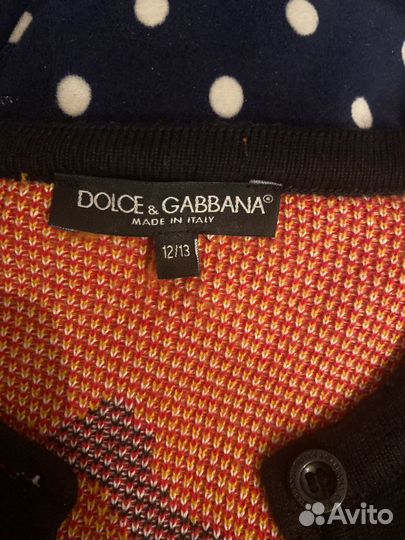 DOLCE & GABBANA®
MADE IN ITALY
12/13
Avito